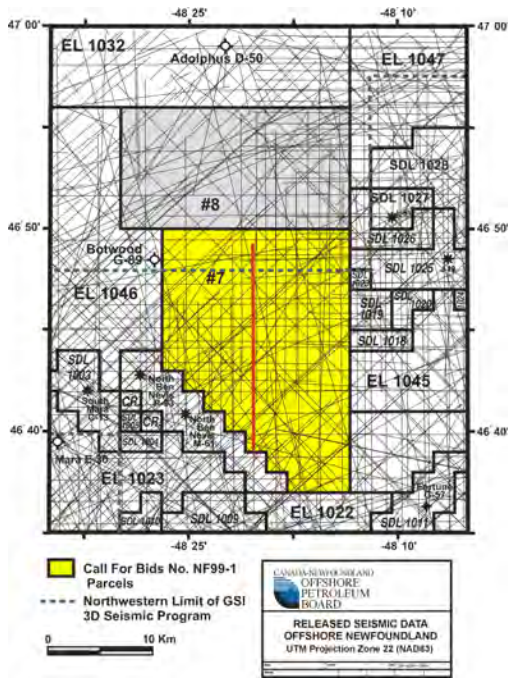 48 25
48 10
47 00
47 00
EL 1032
EL 1047
Adolphus D-50
SDL 1028
#8
SDL 1027
46 50
46 50
SDL 1026
Botwood
G-89
#7
SDL 1025
EL 1046
SDL 1020
SDL
1019
SDL 1018
SDL
1003
EL 1045
North
Ben
Nevis
CR
South
Mara
CR
North
Ben
Nevis
M-61
46 40
46 40
SDL 1004
Mara E-30
EL 1023
EL 1022
Fortune
G-57
SDL 1010
SDL 1009
SDL 1011
48 25
48 10
Call For Bids No. NF99-1
Parcels
Northwestern Limit of GSI
3D Seismic Program
0 10 Km
CANADA-NEWFOUNDLAND
OFFSHORE
PETROLEUM
BOARD
RELEASED SEISMIC DATA
OFFSHORE NEWFOUNDLAND
UTM Projection Zone 22 (NAD83)